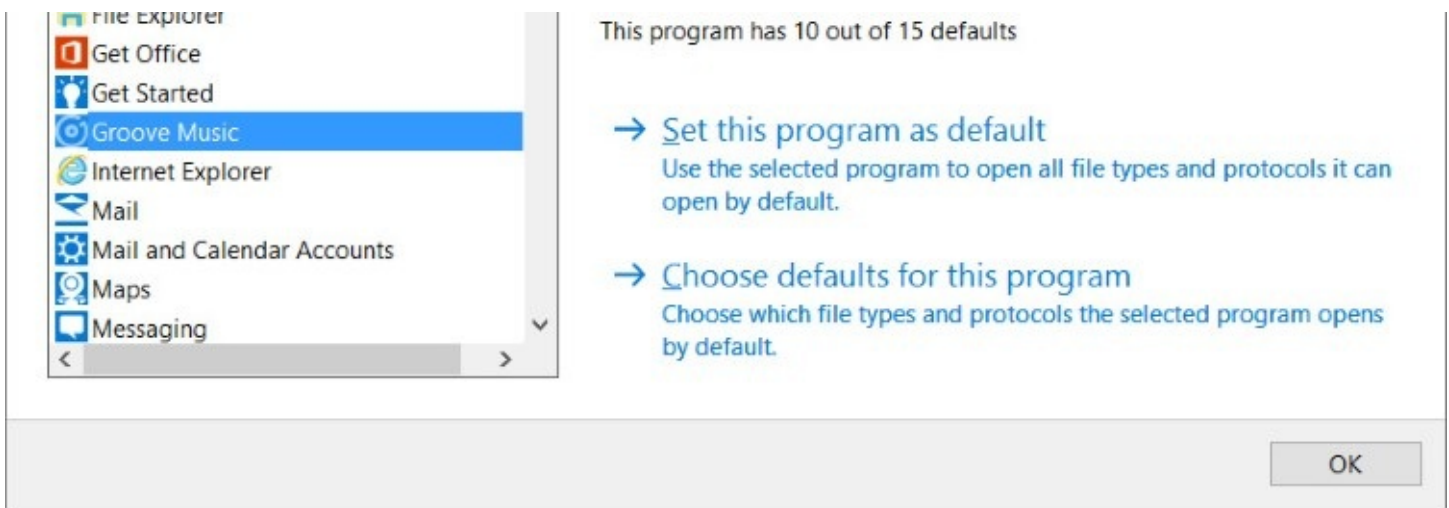 File Explorer
Get Office
Get Started
Groove Music
Internet Explorer
Mail
Mail and Calendar Accounts
Maps
Messaging
This program has 10 out of 15 defaults
Set this program as default
Use the selected program to open all file types and protocols it can
open by default.
Choose defaults for this program
Choose which file types and protocols the selected program opens
by default.
OK